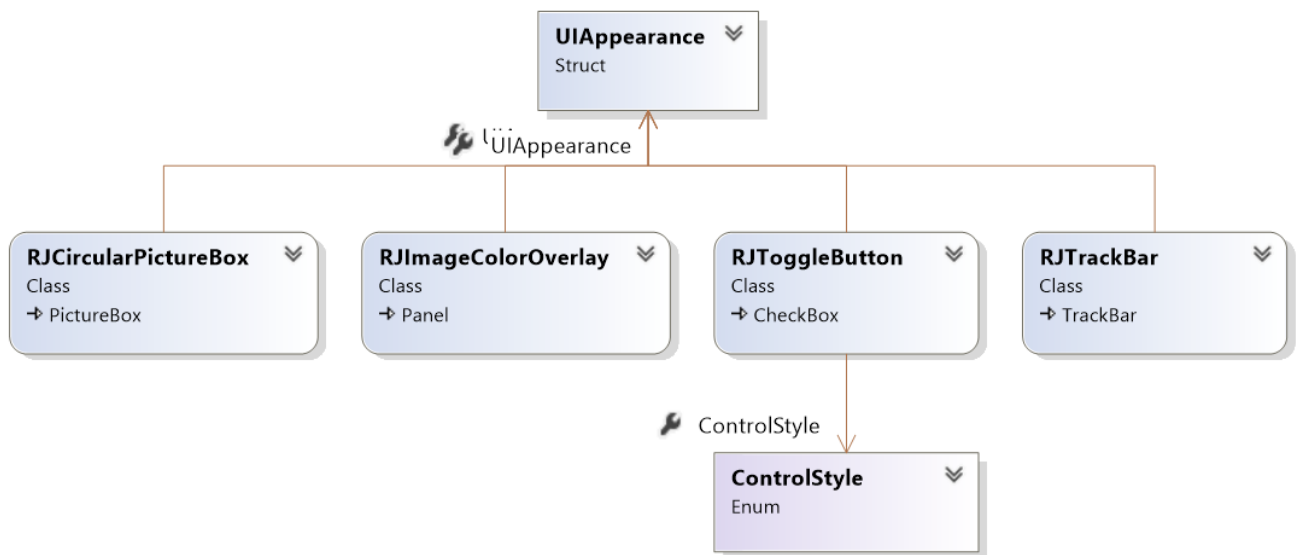 UIAppearance
Struct
UIAppearance
RJCircularPictureBox
Class
PictureBox
RJImageColorOverlay
Class
Panel
RJToggleButton
Class
CheckBox
RJTrackBar
Class
TrackBar
ControlStyle
ControlStyle
Enum